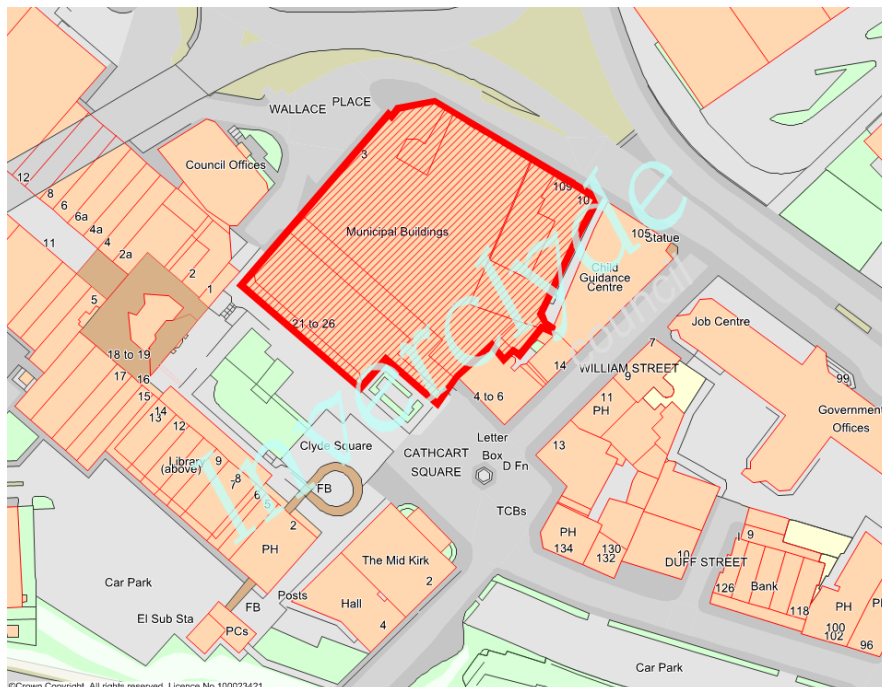 WALLACE PLACE
3
Council Offices
12
8
6
6a
4a
4
2a
11
2
1
5
Municipal Buildings
109
107
105
Statue
Child
Guidance
Centre
21 to 26
18 to 19
17
16
15
14
13
12
Library
(above)
9
8
7
6
5
2
FB
PH
Clyde Square
4 to 6
14
WILLIAM STREET
7
9
11
PH
13
Job Centre
99
Government
Offices
CATHCART
SQUARE
Letter
Box
D Fn
TCBs
PH
134
132
130
10
DUFF STREET
1
9
126
Bank
118
PH
100
102
96
The Mid Kirk
2
Hall
4
Posts
FB
PCs
El Sub Sta
Car Park
Car Park
Inverclyde
council
©Crown Copyright. All rights reserved. Licence No 100023421